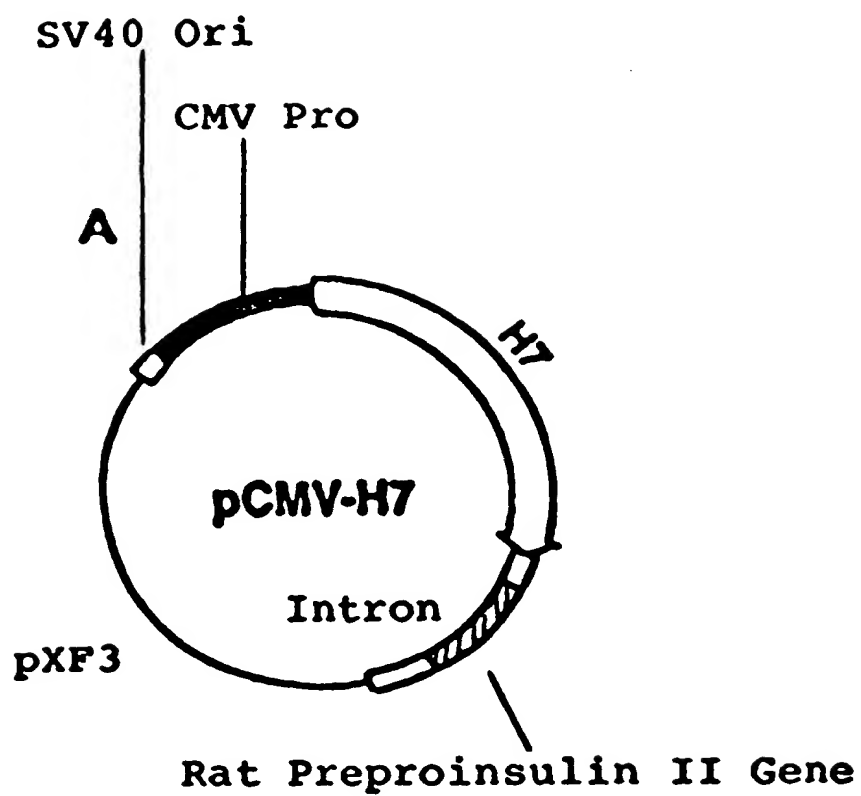 SV40 Ori
CMV Pro
A
H7
pCMV-H7
Intron
pXF3
Rat Preproinsulin II Gene